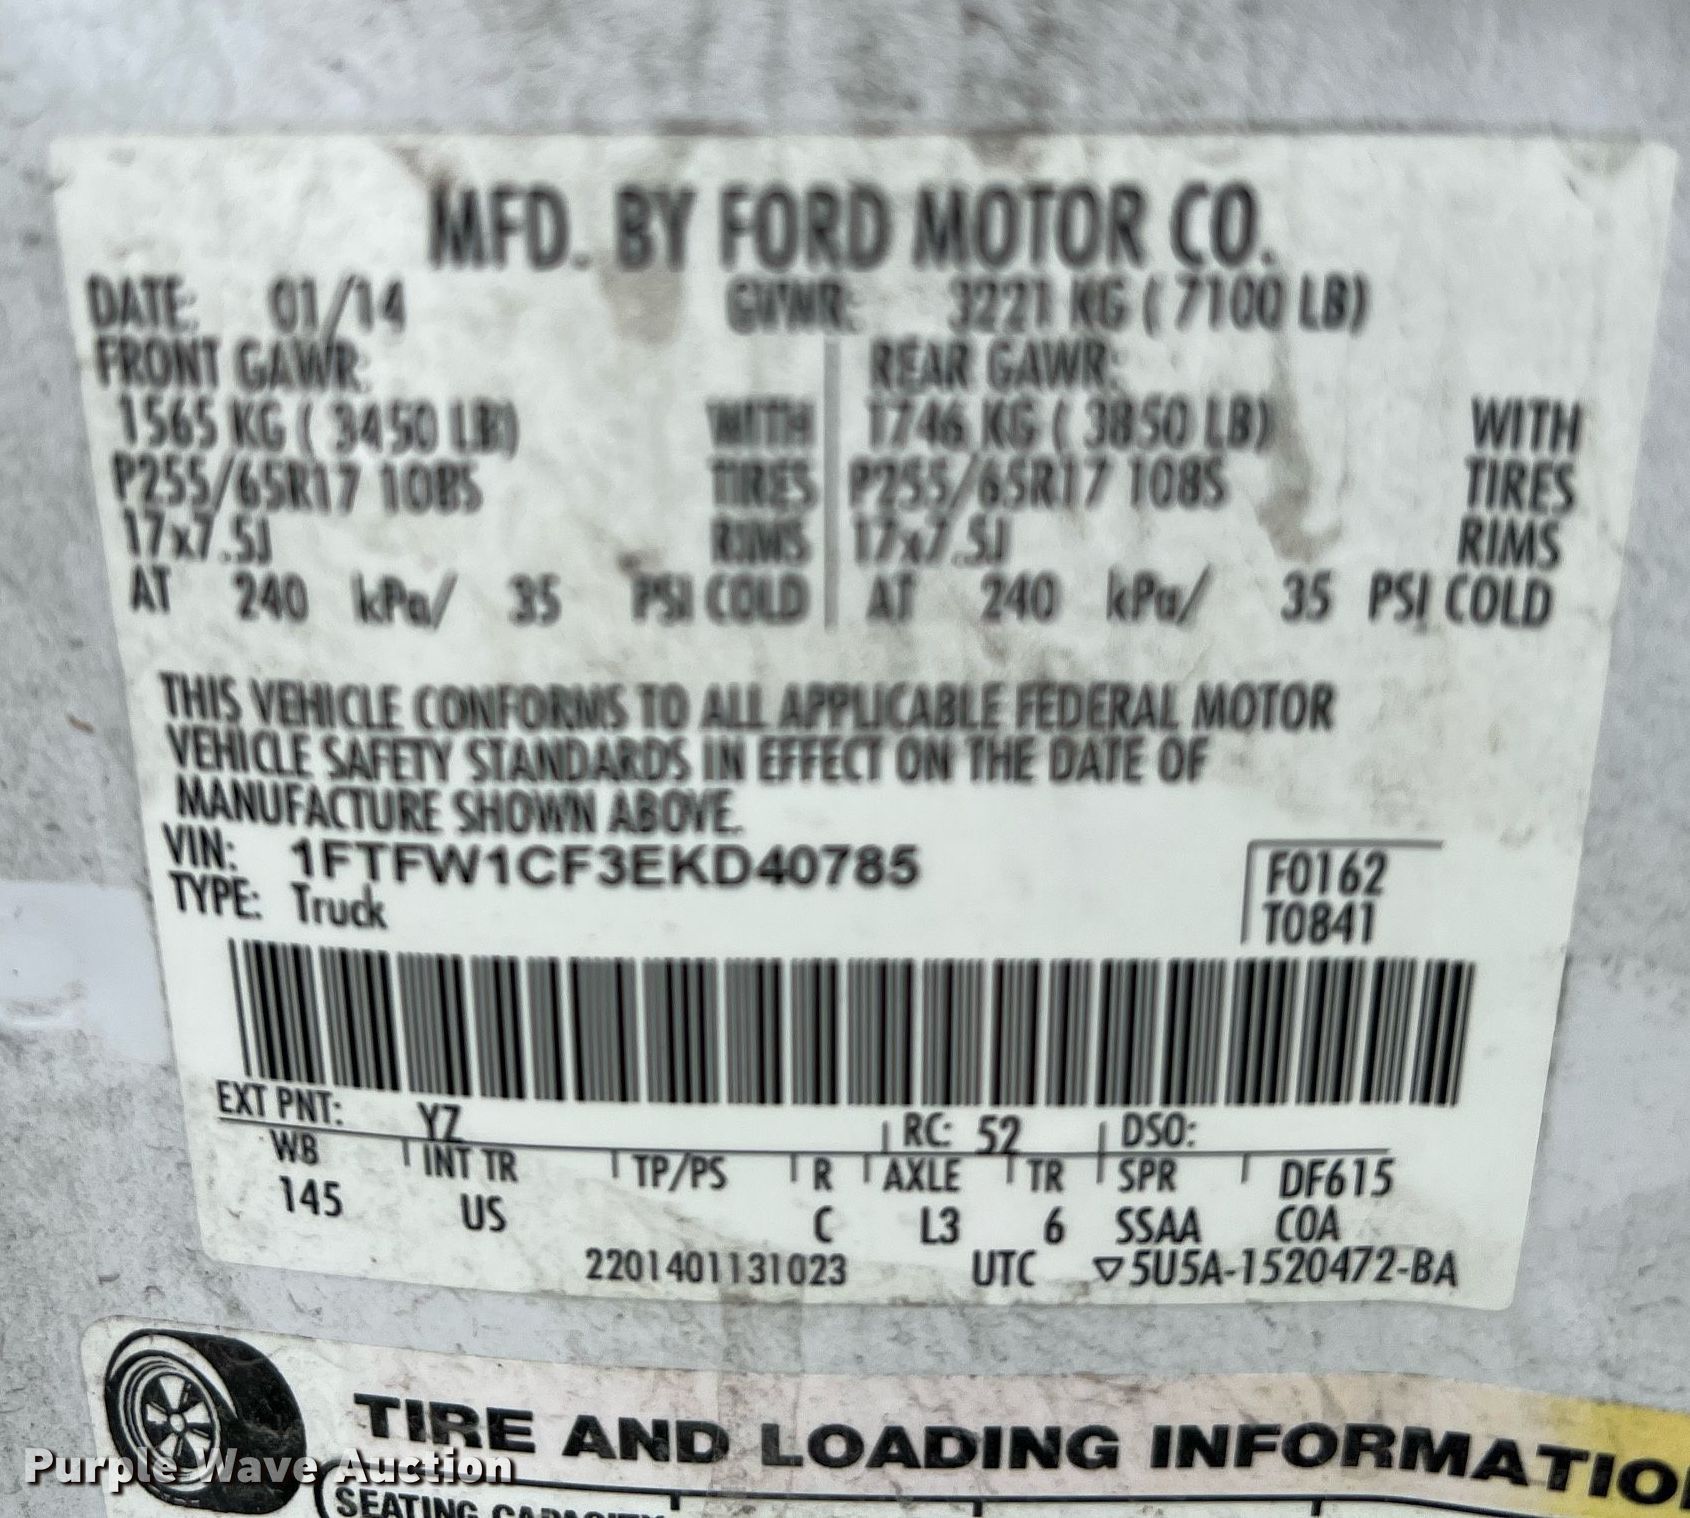 MFD. BY FORD MOTOR CO.
DATE: 01/14 GVWR: 3221 KG ( 7100 LB)
FRONT GAWR: REAR GAWR:
1565 KG ( 3450 LB) WITH 1746 KG ( 3850 LB) WITH
P255/65R17 108S TIRES P255/65R17 108S TIRES
17x7.5J RIMS 17x7.5J RIMS
AT 240 kPa/ 35 PSI COLD AT 240 kPa/ 35 PSI COLD
THIS VEHICLE CONFORMS TO ALL APPLICABLE FEDERAL MOTOR
VEHICLE SAFETY STANDARDS IN EFFECT ON THE DATE OF
MANUFACTURE SHOWN ABOVE.
VIN: 1FTFW1CF3EKD40785 F0162
TYPE: Truck T0841
EXT PNT: YZ RC: 52 DSO:
WB INT TR TP/PS R AXLE TR SPR DF615
145 US C L3 6 SSAA COA
2201401131023 UTC ▽5U5A-1520472-BA
TIRE AND LOADING INFORMATIO
SEATING CAPACITY
Purple Wave Auction